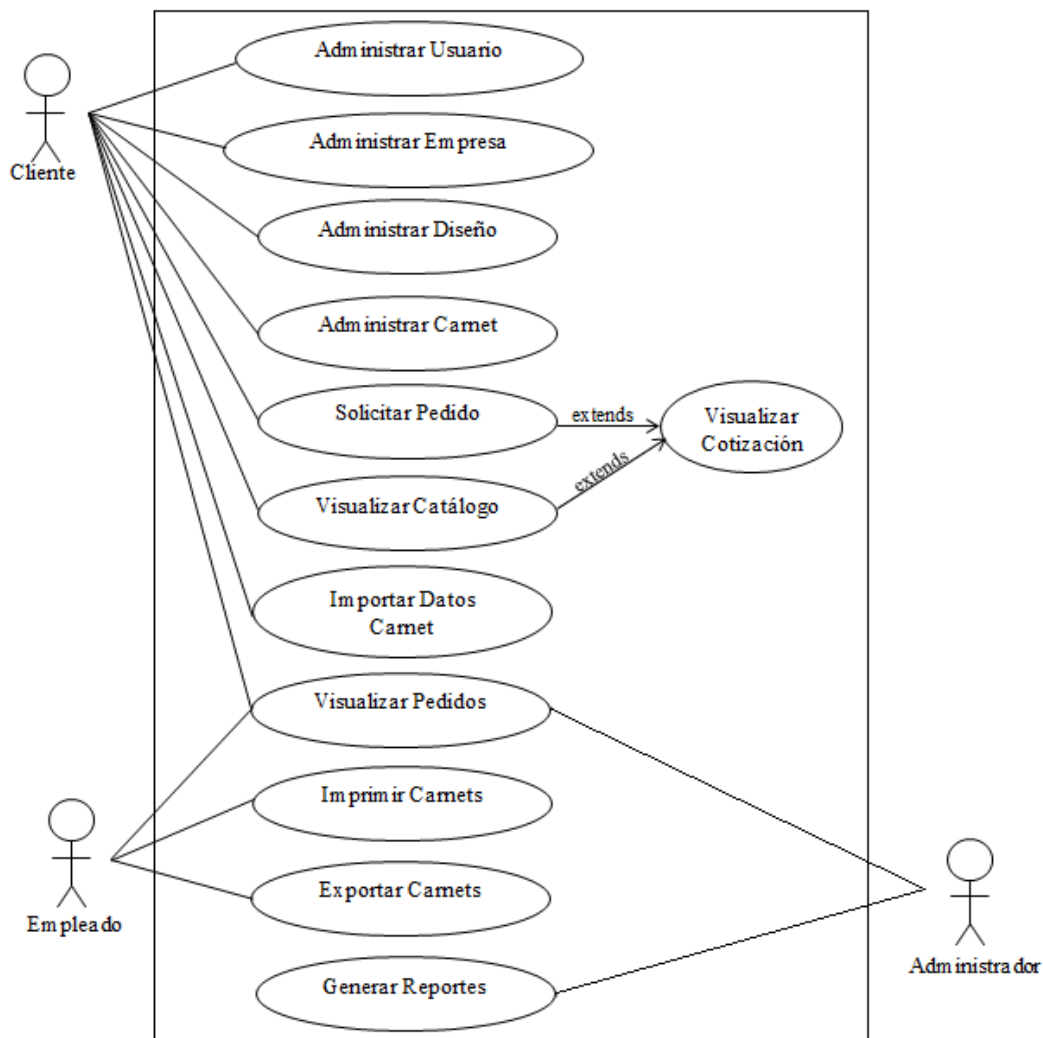 Administrar Usuario
Cliente
Administrar Empresa
Administrar Diseño
Administrar Carnet
Solicitar Pedido
extends
Visualizar
Cotización
Visualizar Catálogo
extends
Importar Datos
Carnet
Visualizar Pedidos
Imprimir Carnets
Empleado
Exportar Carnets
Administrador
Generar Reportes